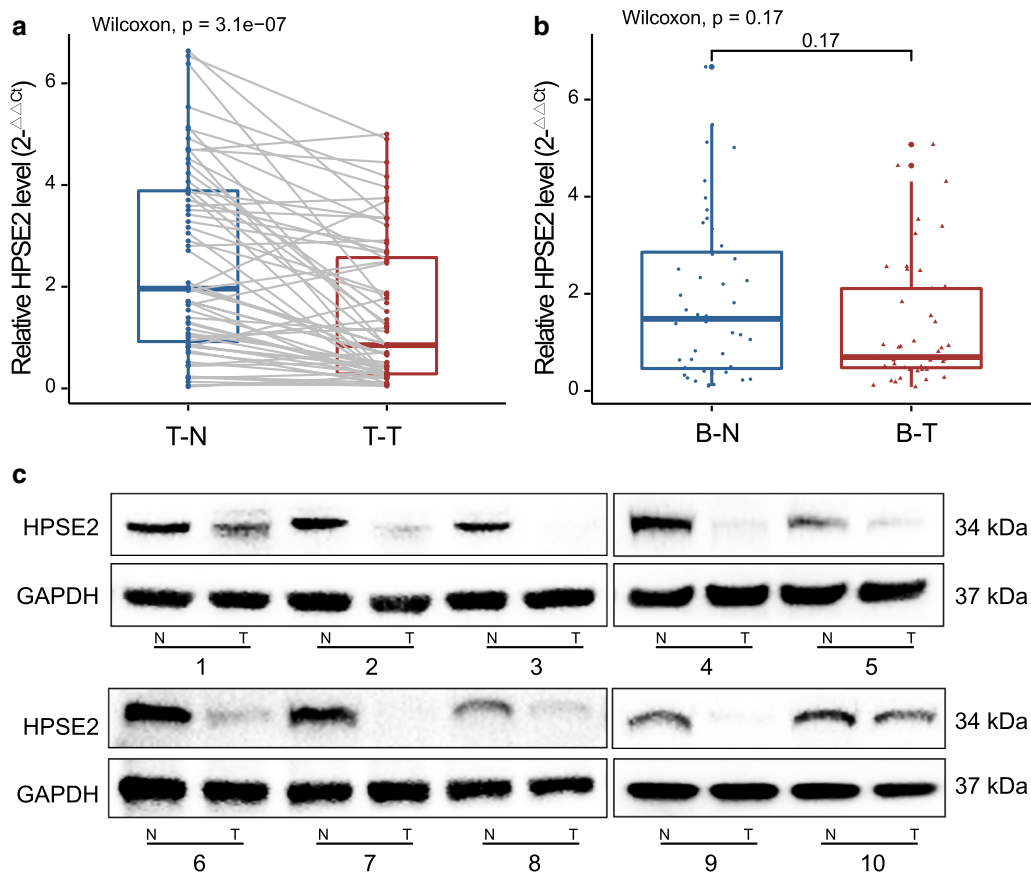 a
Wilcoxon, p = 3.1e−07
Relative HPSE2 level (2-△△Ct)
6
4
2
0
T-N
T-T
b
Wilcoxon, p = 0.17
0.17
Relative HPSE2 level (2-△△Ct)
6
4
2
0
B-N
B-T
c
HPSE2
34 kDa
GAPDH
37 kDa
N T N T N T N T N T
1 2 3 4 5
HPSE2
34 kDa
GAPDH
37 kDa
N T N T N T N T N T
6 7 8 9 10